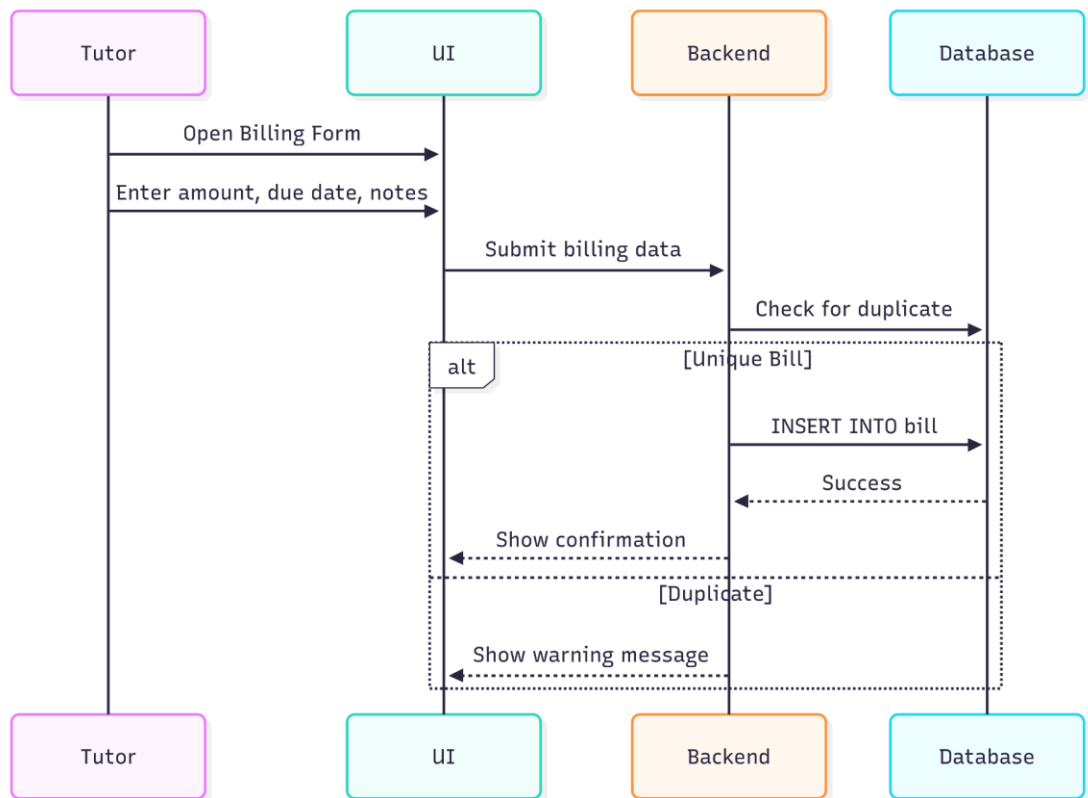 Tutor
UI
Backend
Database
Open Billing Form
Enter amount, due date, notes
Submit billing data
Check for duplicate
alt
[Unique Bill]
INSERT INTO bill
Success
Show confirmation
[Duplicate]
Show warning message
Tutor
UI
Backend
Database